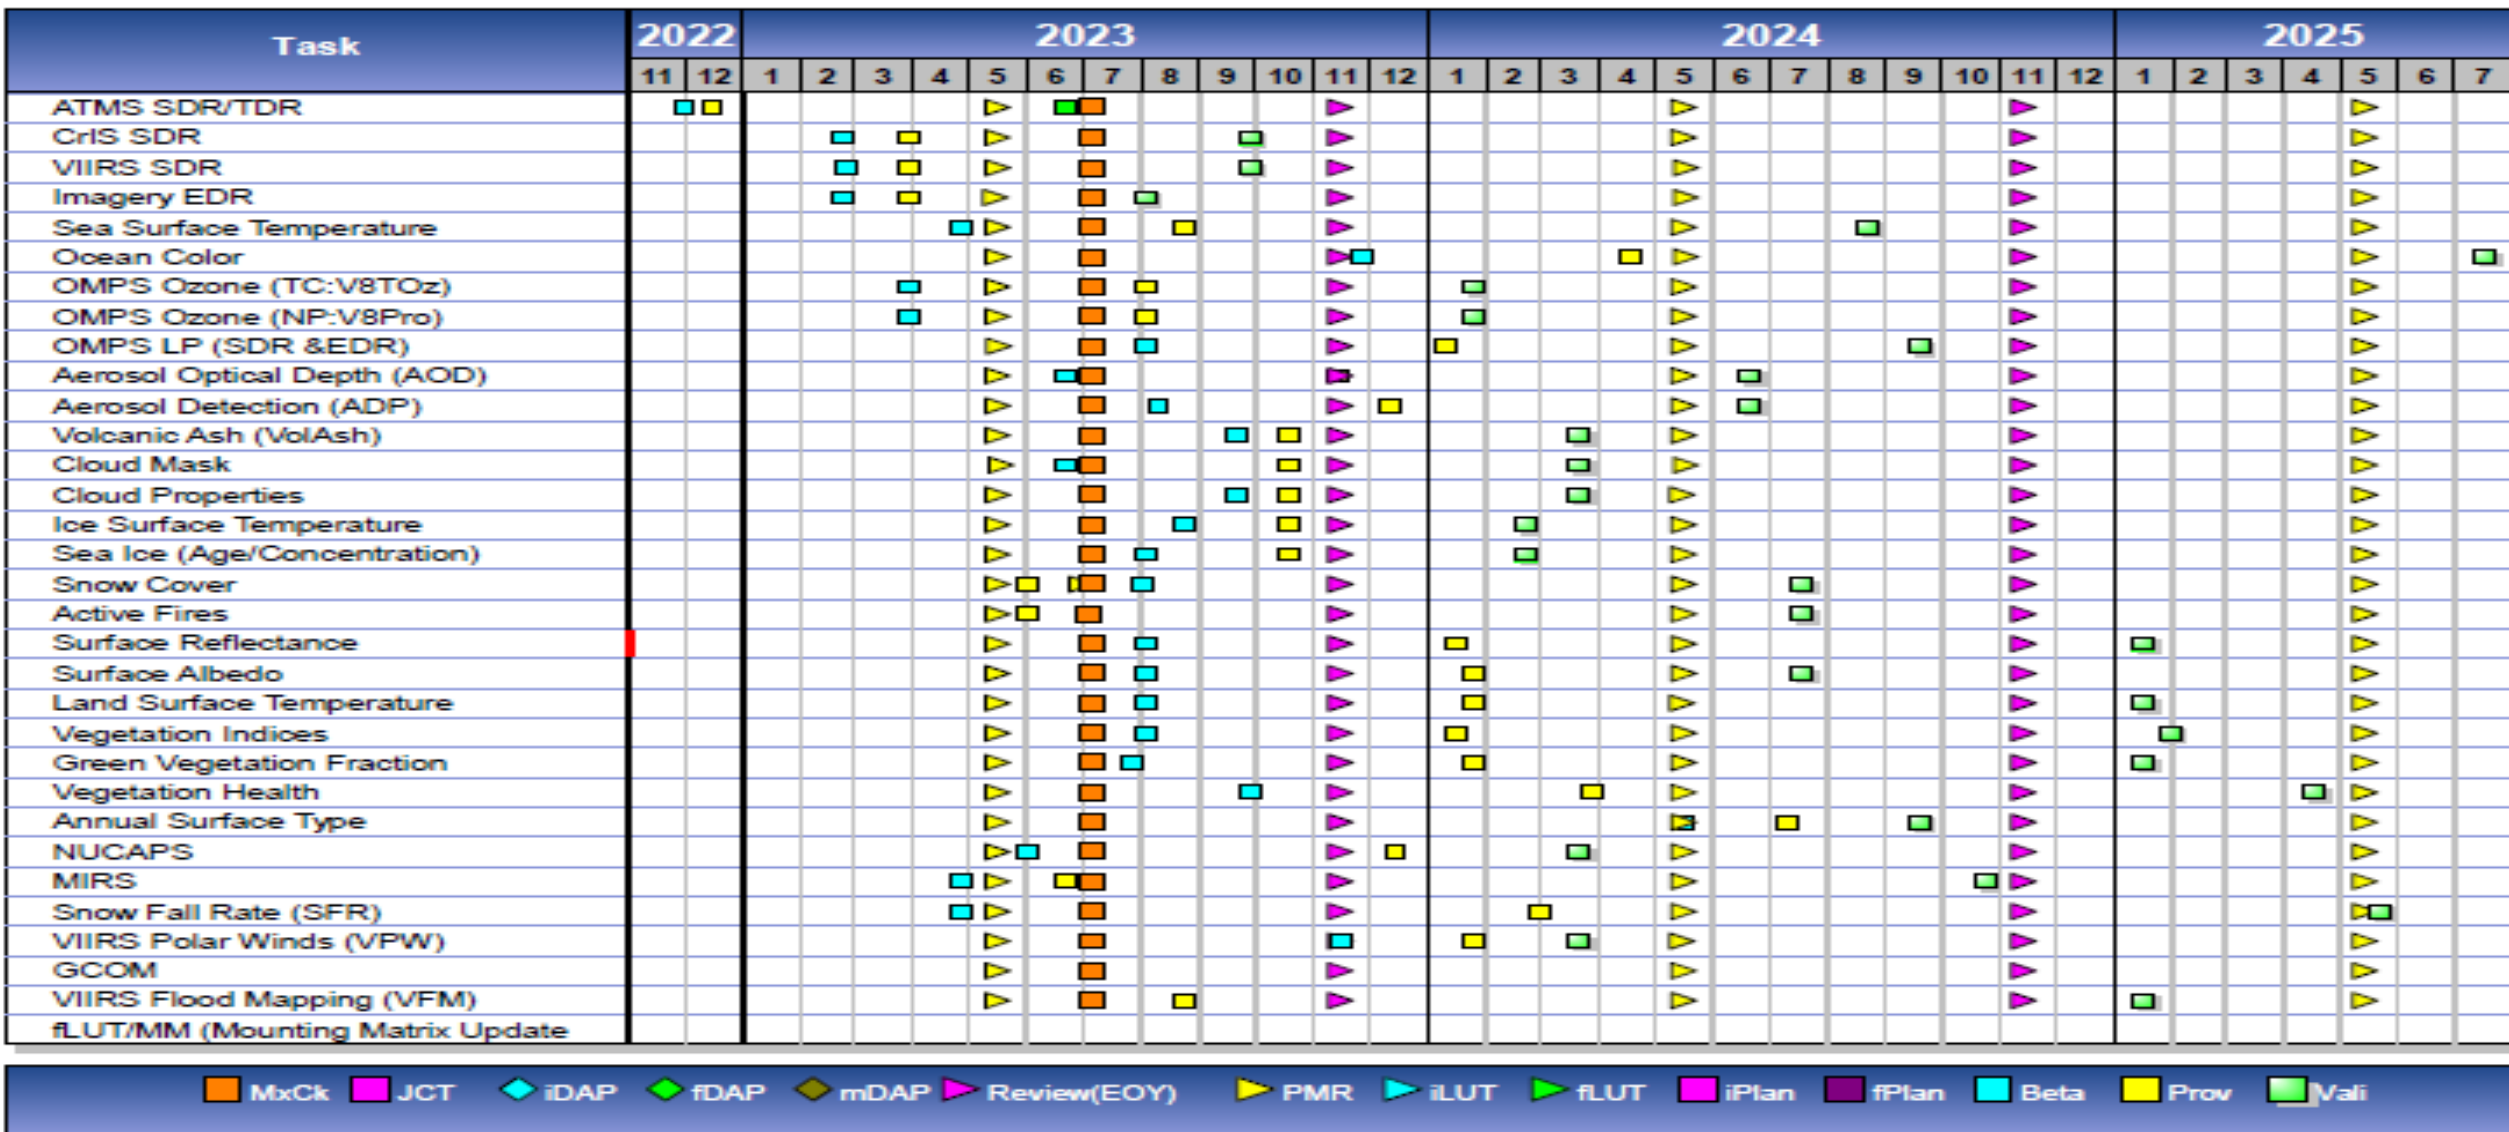 Task 2022 2023 2024 2025
11 12 1 2 3 4 5 6 7 8 9 10 11 12 1 2 3 4 5 6 7 8 9 10 11 12 1 2 3 4 5 6 7
ATMS SDR/TDR
CrIS SDR
VIIRS SDR
Imagery EDR
Sea Surface Temperature
Ocean Color
OMPS Ozone (TC:V8TOz)
OMPS Ozone (NP:V8Pro)
OMPS LP (SDR &EDR)
Aerosol Optical Depth (AOD)
Aerosol Detection (ADP)
Volcanic Ash (VolAsh)
Cloud Mask
Cloud Properties
Ice Surface Temperature
Sea Ice (Age/Concentration)
Snow Cover
Active Fires
Surface Reflectance
Surface Albedo
Land Surface Temperature
Vegetation Indices
Green Vegetation Fraction
Vegetation Health
Annual Surface Type
NUCAPS
MIRS
Snow Fall Rate (SFR)
VIIRS Polar Winds (VPW)
GCOM
VIIRS Flood Mapping (VFM)
fLUT/MM (Mounting Matrix Update
MxCk JCT iDAP fDAP mDAP Review(EOY) PMR iLUT fLUT iPlan fPlan Beta Prov Vali